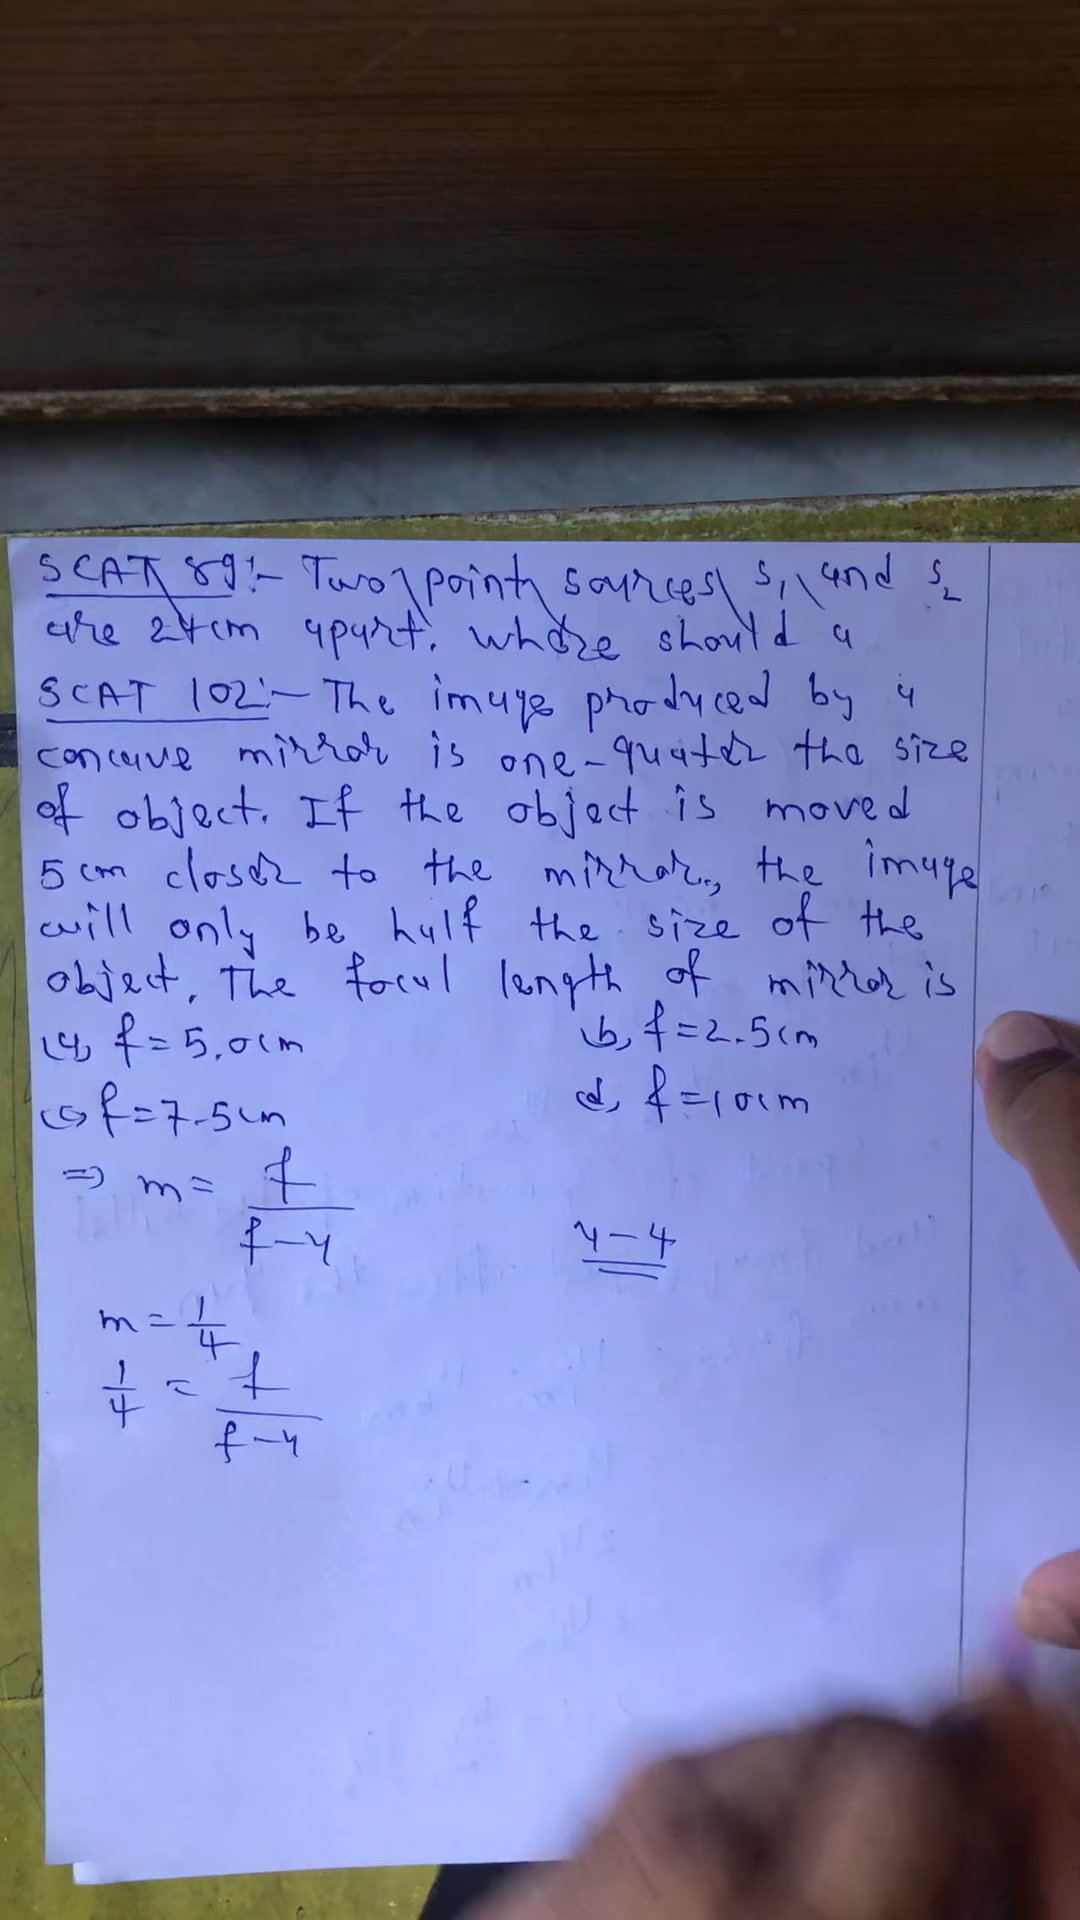 SCAT 89:- Two point sources S₁ and S₂
are 24cm apart. where should a
SCAT 102:- The image produced by a
concave mirror is one-quater the size
of object. If the object is moved
5cm closer to the mirror, the image
will only be half the size of the
object. The focal length of mirror is
(a) f=5.0cm (b) f=2.5cm
(c) f=7.5cm (d) f=10cm
⇒ m = f/(f-u)
u-4
m = 1/4
1/4 = f/(f-u)